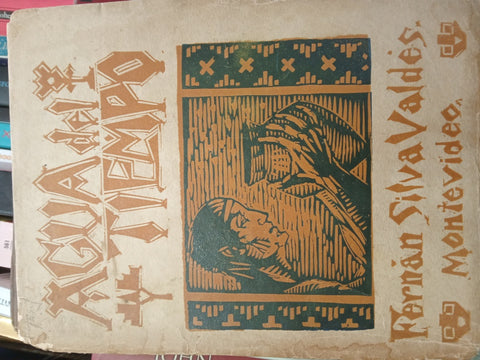 AGUA del
TIEMPO
Fernán Silva Valdés.
Montevideo.